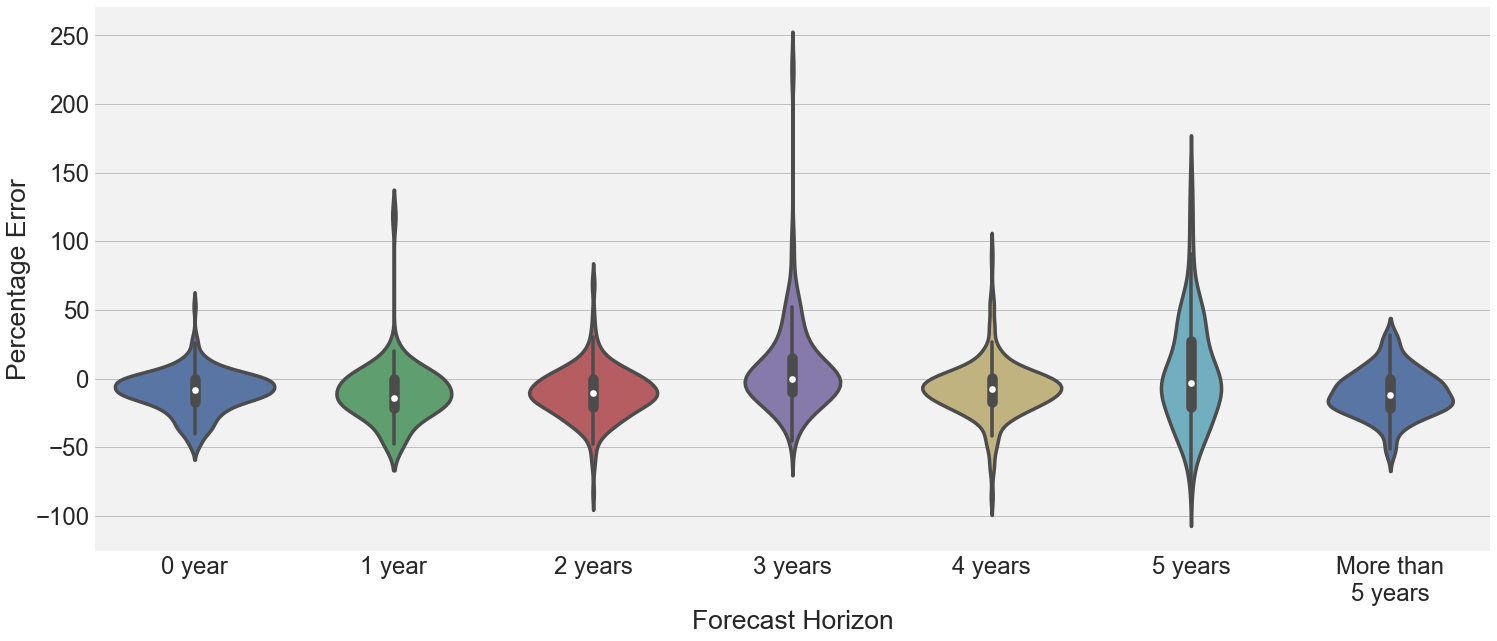 250
200
150
100
50
0
−50
−100
Percentage Error
0 year
1 year
2 years
3 years
4 years
5 years
More than
5 years
Forecast Horizon